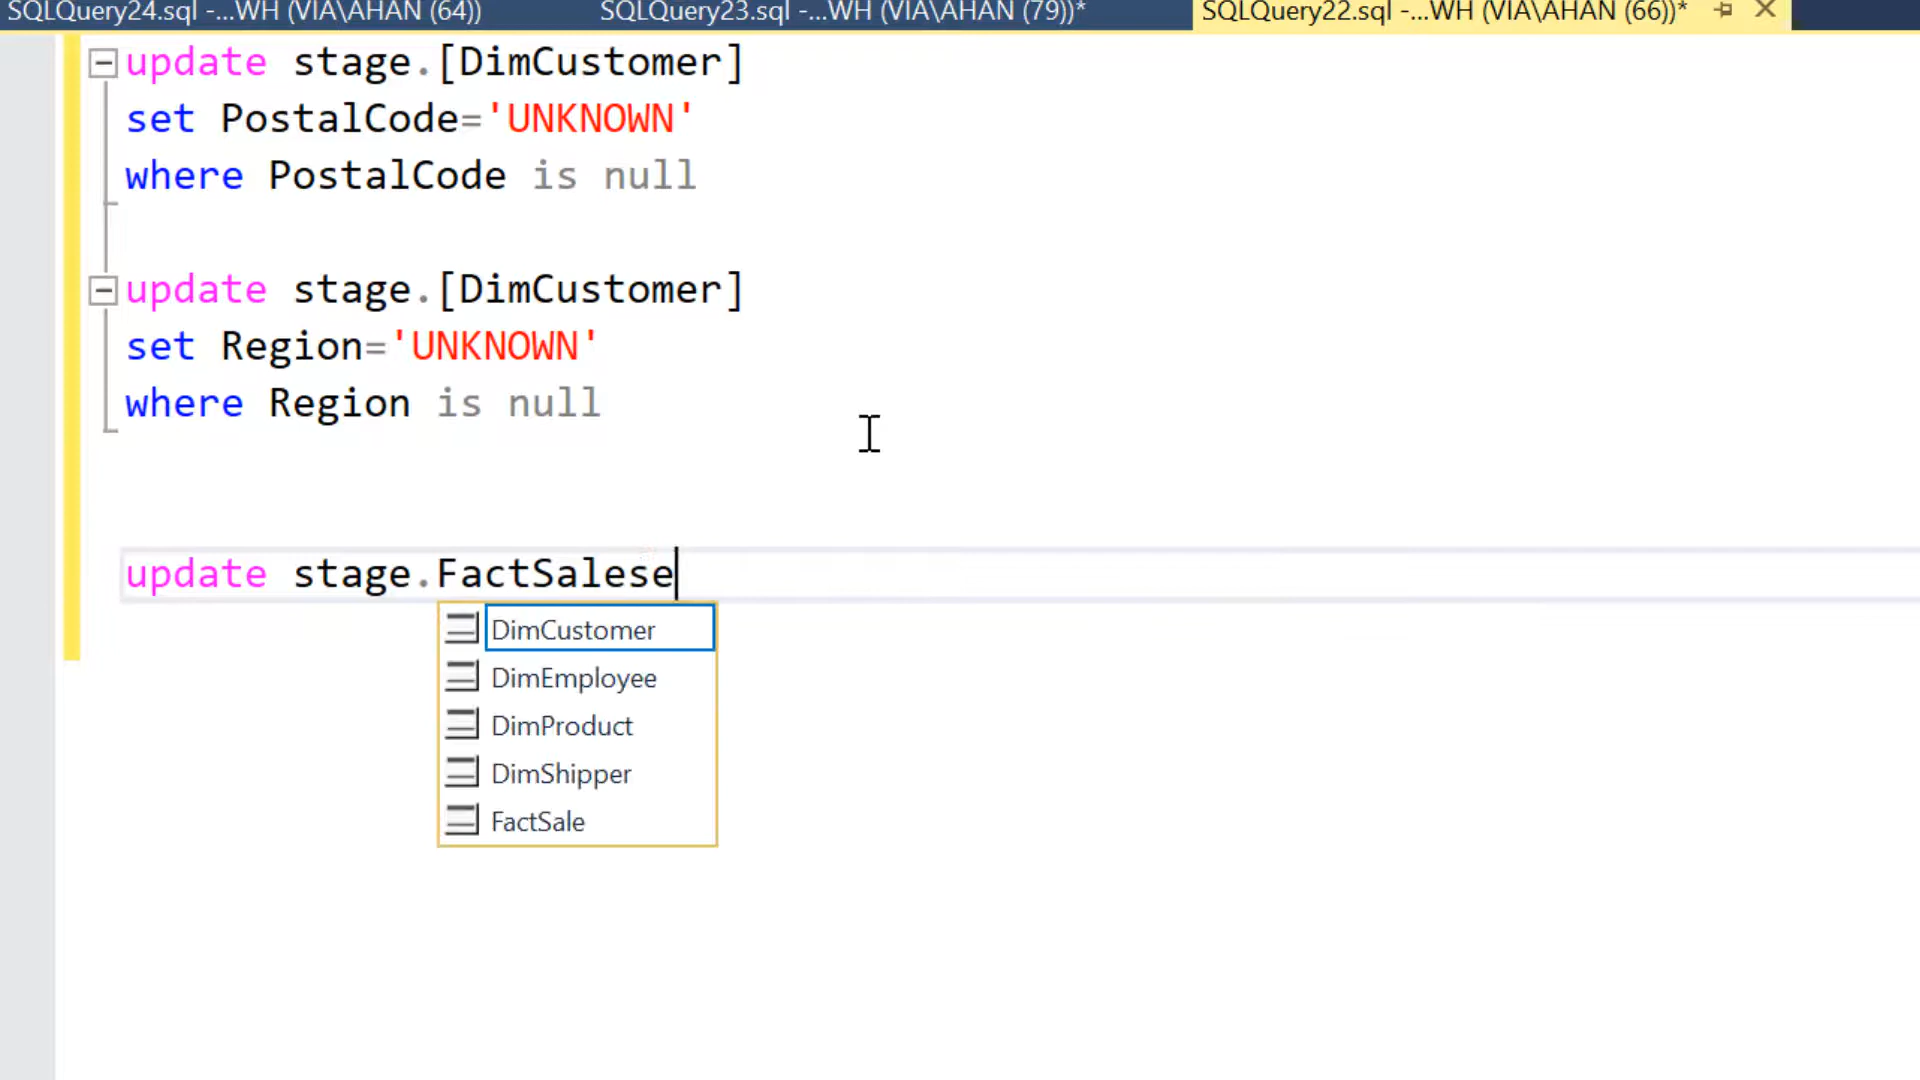 SQLQuery24.sql -...WH (VIA\AHAN (64)) SQLQuery23.sql -...WH (VIA\AHAN (79))* SQLQuery22.sql -...WH (VIA\AHAN (66))*
update stage.[DimCustomer]
set PostalCode='UNKNOWN'
where PostalCode is null
update stage.[DimCustomer]
set Region='UNKNOWN'
where Region is null
update stage.FactSalese
DimCustomer
DimEmployee
DimProduct
DimShipper
FactSale